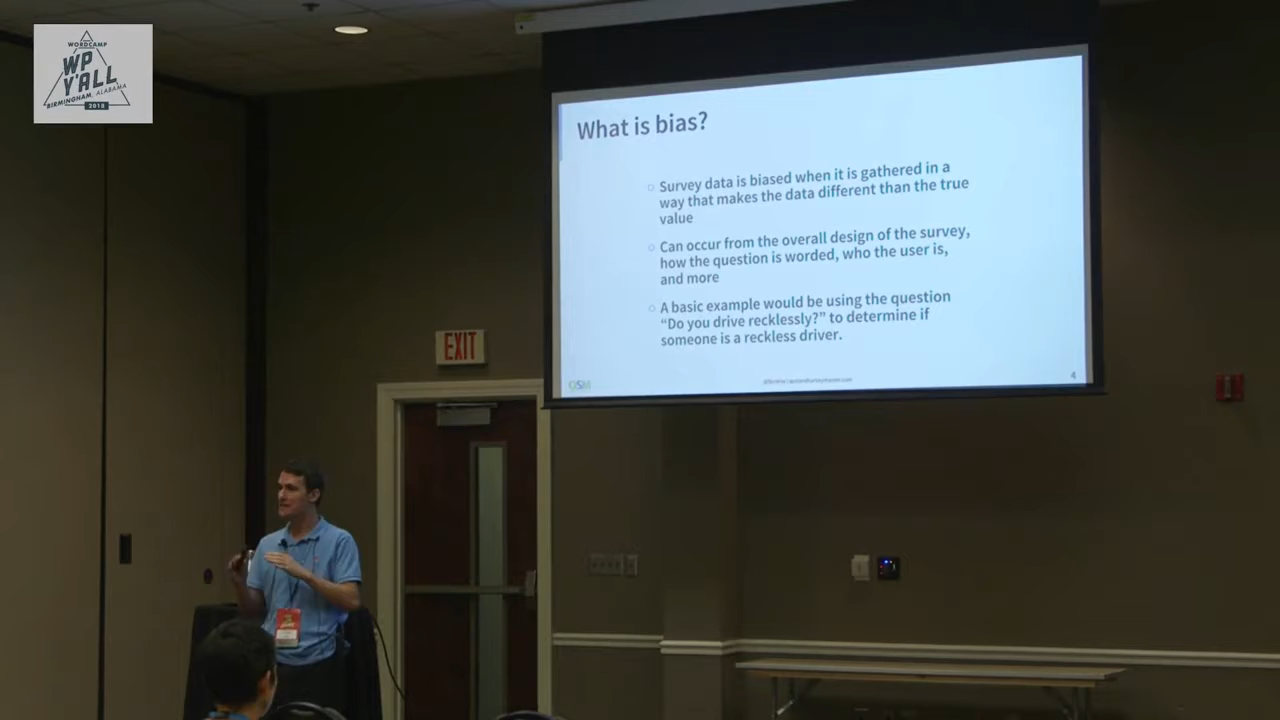 WORDCAMP
WP
Y'ALL
BIRMINGHAM, ALABAMA
2018
What is bias?
Survey data is biased when it is gathered in a
way that makes the data different than the true
value
Can occur from the overall design of the survey,
how the question is worded, who the user is,
and more
A basic example would be using the question
“Do you drive recklessly?” to determine if
someone is a reckless driver.
QSM
4
EXIT